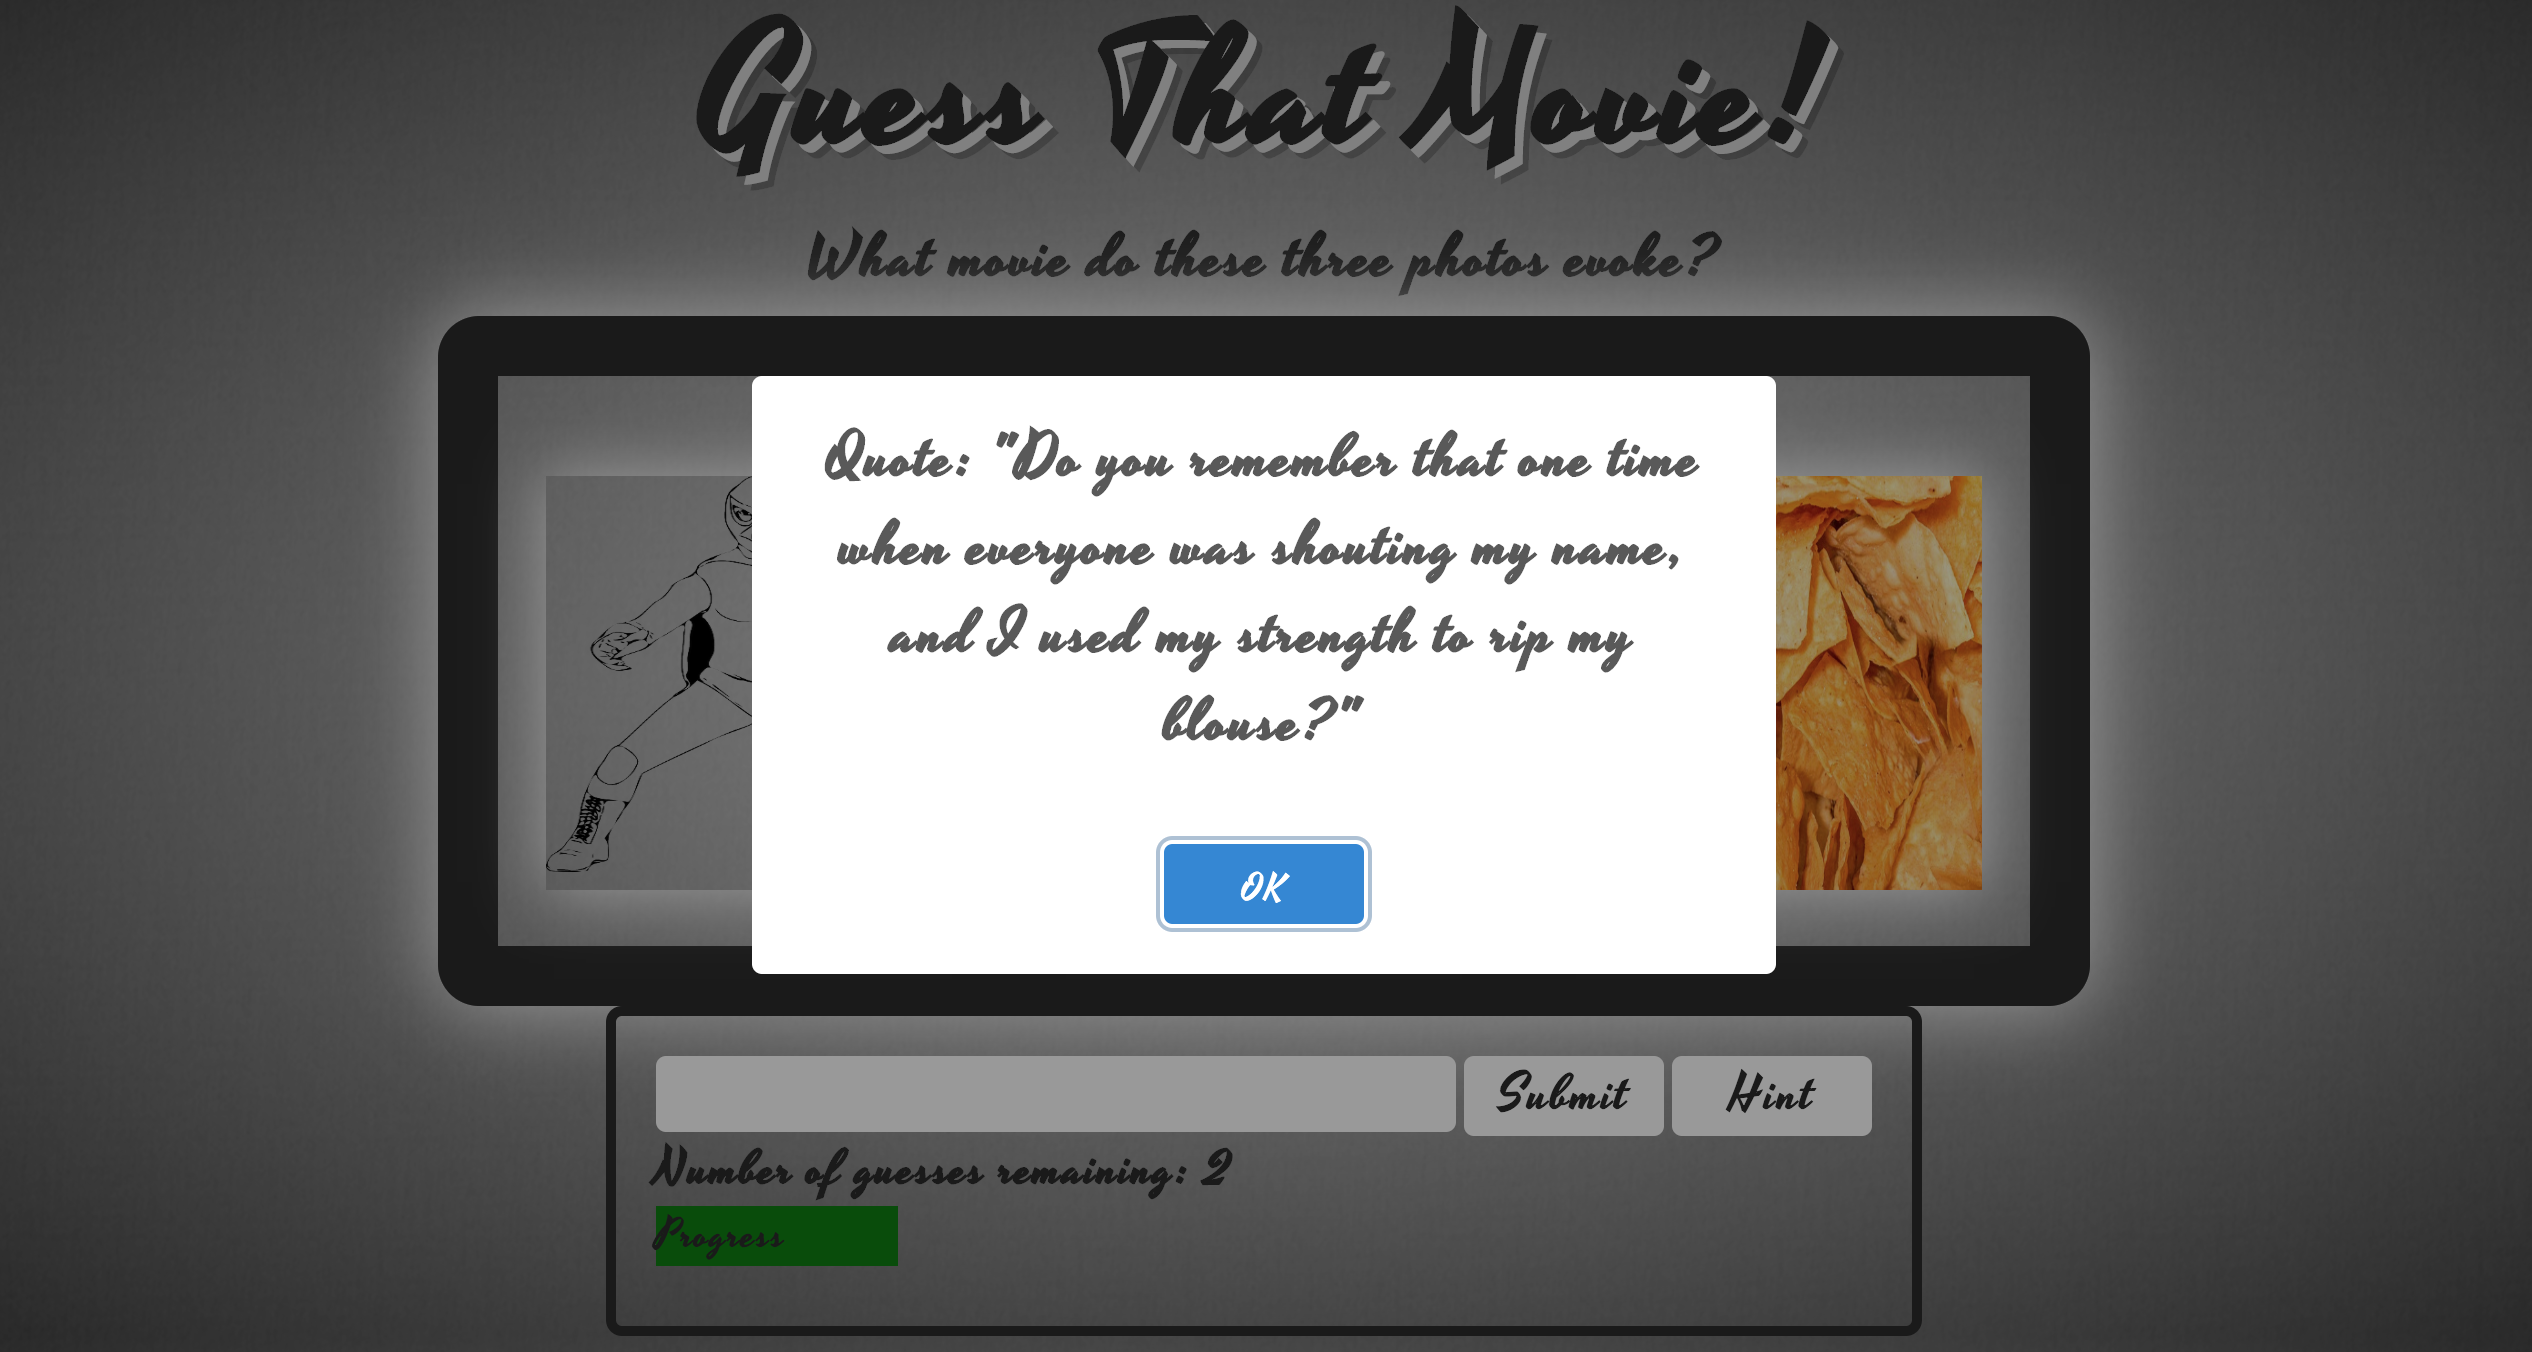 Guess That Movie!
What movie do these three photos evoke?
Quote: "Do you remember that one time
when everyone was shouting my name,
and I used my strength to rip my
blouse?"
OK
Submit
Hint
Number of guesses remaining: 2
Progress